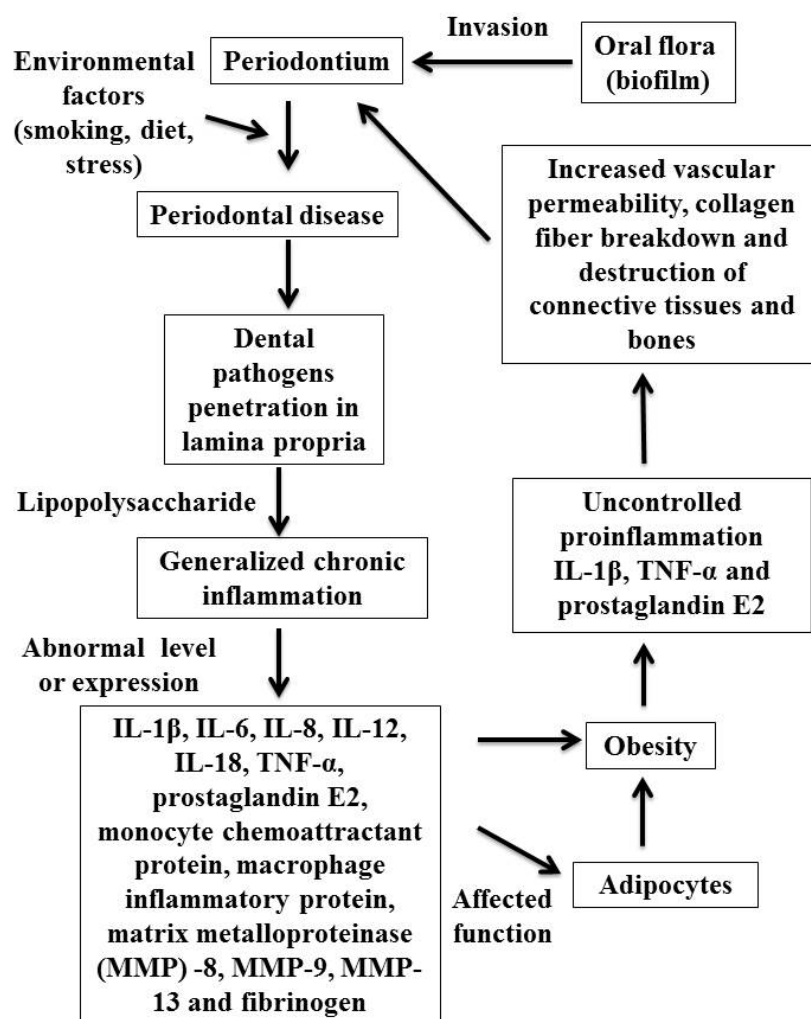 Invasion
Oral flora
(biofilm)
Periodontium
Environmental
factors
(smoking, diet,
stress)
Periodontal disease
Increased vascular
permeability, collagen
fiber breakdown and
destruction of
connective tissues and
bones
Dental
pathogens
penetration in
lamina propria
Lipopolysaccharide
Generalized chronic
inflammation
Uncontrolled
proinflammation
IL-1β, TNF-α and
prostaglandin E2
Abnormal level
or expression
IL-1β, IL-6, IL-8, IL-12,
IL-18, TNF-α,
prostaglandin E2,
monocyte chemoattractant
protein, macrophage
inflammatory protein,
matrix metalloproteinase
(MMP) -8, MMP-9, MMP-
13 and fibrinogen
Obesity
Affected
function
Adipocytes